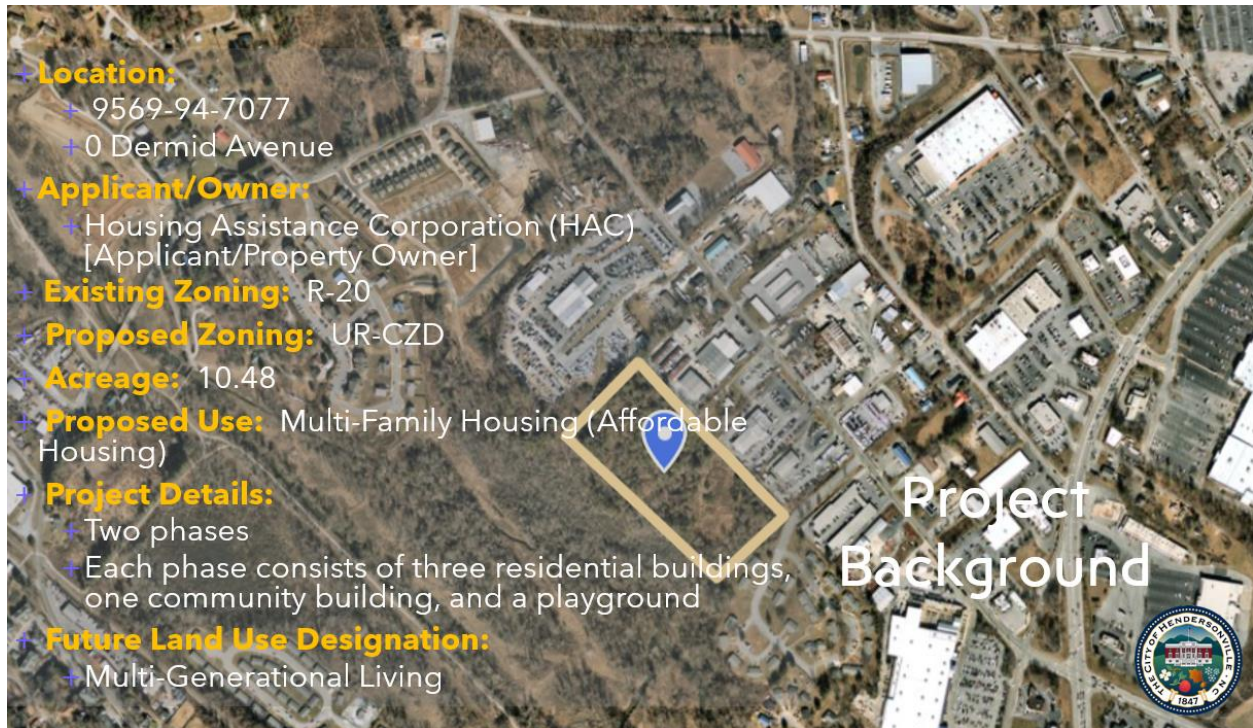 + Location:
+ 9569-94-7077
+ 0 Dermid Avenue
+ Applicant/Owner:
+ Housing Assistance Corporation (HAC)
[Applicant/Property Owner]
+ Existing Zoning: R-20
+ Proposed Zoning: UR-CZD
+ Acreage: 10.48
+ Proposed Use: Multi-Family Housing (Affordable
Housing)
+ Project Details:
+ Two phases
+ Each phase consists of three residential buildings,
one community building, and a playground
+ Future Land Use Designation:
+ Multi-Generational Living
Project
Background
THE CITY OF HENDERSONVILLE, NC
1847